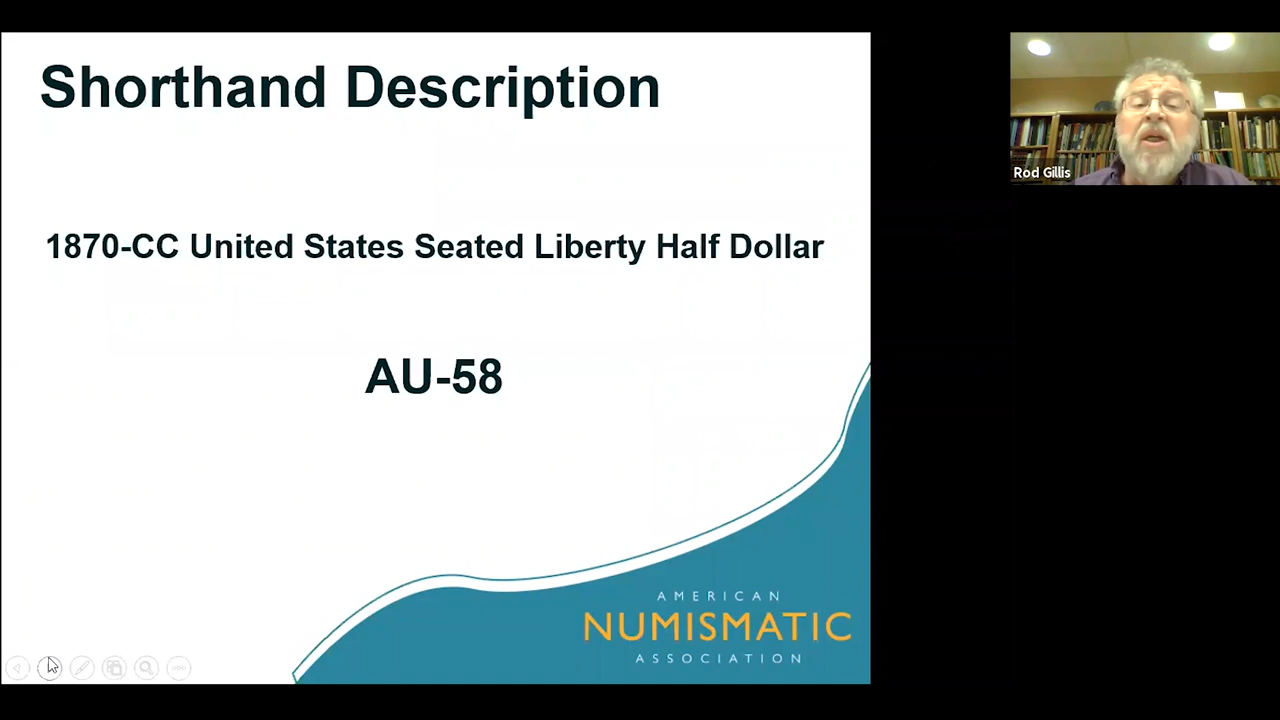 Shorthand Description
1870-CC United States Seated Liberty Half Dollar
AU-58
AMERICAN
NUMISMATIC
ASSOCIATION
Rod Gillis